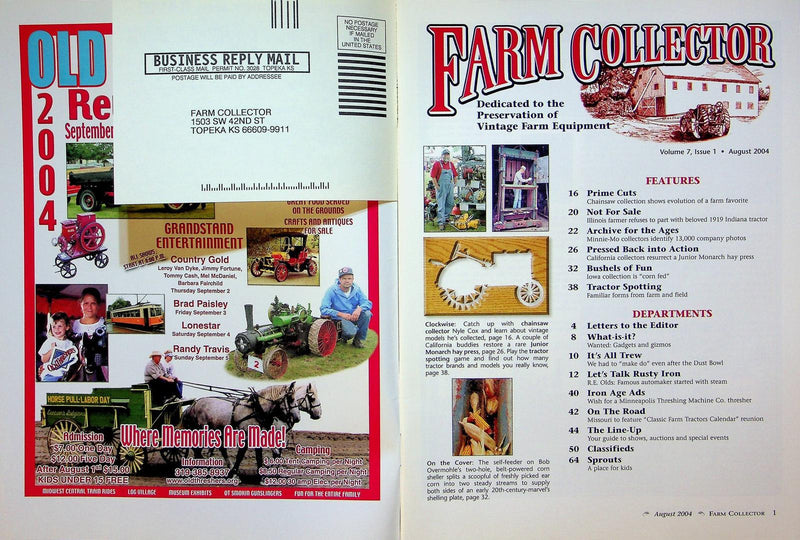 OLD
2004
Re
September
BUSINESS REPLY MAIL
FIRST-CLASS MAIL PERMIT NO. 3028 TOPEKA KS
POSTAGE WILL BE PAID BY ADDRESSEE
NO POSTAGE
NECESSARY
IF MAILED
IN THE
UNITED STATES
FARM COLLECTOR
1503 SW 42ND ST
TOPEKA KS 66609-9911
GREAT FOOD SERVED
ON THE GROUNDS
CRAFTS AND ANTIQUES
FOR SALE
GRANDSTAND
ENTERTAINMENT
ALL SHOWS
START AT
Country Gold
Leroy Van Dyke, Jimmy Fortune,
Tommy Cash, Mel McDaniel,
Barbara Fairchild
Thursday September 2
Brad Paisley
Friday September 3
Lonestar
Saturday September 4
Randy Travis
Sunday September 5
2
HORSE PULL-LABOR DAY
Where Memories Are Made!
Admission
$7.00 One Day
$12.00 Five Day
After August 1st $15.00
KIDS UNDER 15 FREE
Information
319-385-8937
www.oldthreshers.org
Camping
Tent Camping per Night
Regular Camping per Night
$12.00 30 amp Elec per Night
MIDWEST CENTRAL TRAIN RIDES LOG VILLAGE MUSEUM EXHIBITS QT SMOKIN GUNSLINGERS FUN FOR THE ENTIRE FAMILY
FARM COLLECTOR
Dedicated to the
Preservation of
Vintage Farm Equipment
Volume 7, Issue 1 • August 2004
FEATURES
16 Prime Cuts
Chainsaw collection shows evolution of a farm favorite
20 Not For Sale
Illinois farmer refuses to part with beloved 1919 Indiana tractor
22 Archive for the Ages
Minnie-Mo collectors identify 13,000 company photos
26 Pressed Back into Action
California collectors resurrect a Junior Monarch hay press
32 Bushels of Fun
Iowa collection is "corn fed"
38 Tractor Spotting
Familiar forms from farm and field
DEPARTMENTS
4 Letters to the Editor
8 What-is-it?
Wanted: Gadgets and gizmos
10 It's All Trew
We had to "make do" even after the Dust Bowl
12 Let's Talk Rusty Iron
R.E. Olds: Famous automaker started with steam
40 Iron Age Ads
Wish for a Minneapolis Threshing Machine Co. thresher
42 On The Road
Missouri to feature "Classic Farm Tractors Calendar" reunion
44 The Line-Up
Your guide to shows, auctions and special events
50 Classifieds
64 Sprouts
A place for kids
Clockwise: Catch up with chainsaw
collector Nyle Cox and learn about vintage
models he's collected, page 16. A couple of
California buddies restore a rare Junior
Monarch hay press, page 26. Play the tractor
spotting game and find out how many
tractor brands and models you really know,
page 38.
On the Cover: The self-feeder on Bob
Overmohle's two-hole, belt-powered corn
sheller splits a scoopful of freshly picked ear
corn into two steady streams to supply
both sides of an early 20th-century-marvel's
shelling plate, page 32.
August 2004 FARM COLLECTOR 1